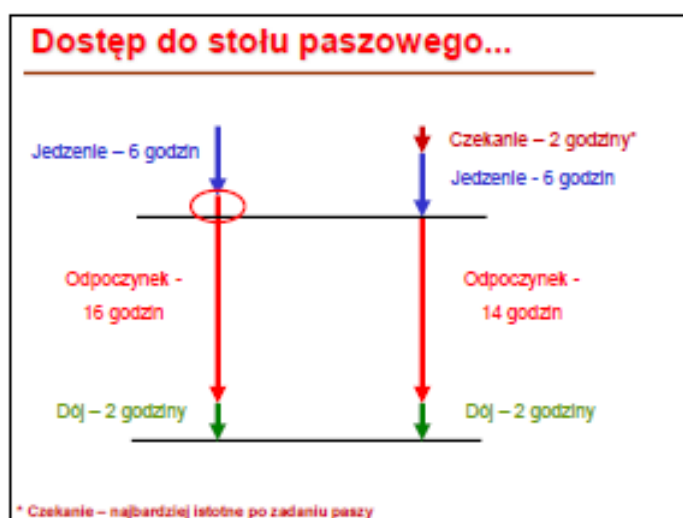 Dostęp do stołu paszowego...
Jedzenie – 6 godzin
Czekanie – 2 godziny*
Jedzenie - 6 godzin
Odpoczynek -
16 godzin
Odpoczynek -
14 godzin
Dój – 2 godziny
Dój – 2 godziny
* Czekanie – najbardziej istotne po zadaniu paszy